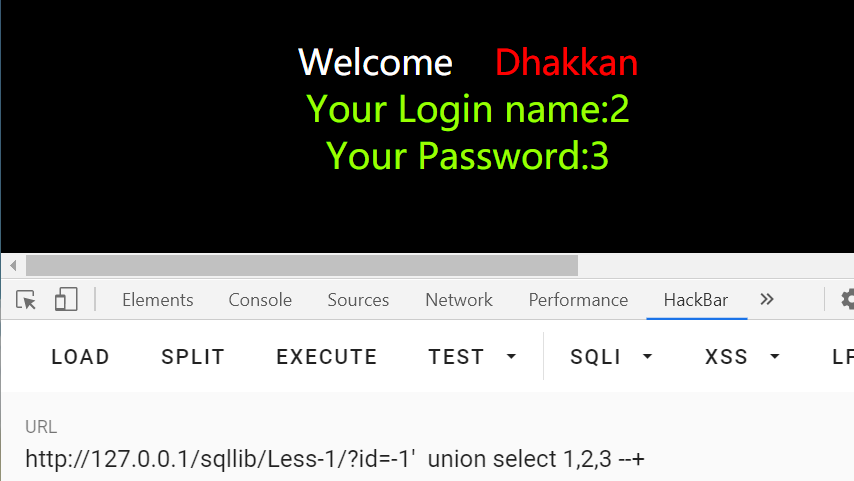 Welcome Dhakkan
Your Login name:2
Your Password:3
Elements Console Sources Network Performance HackBar
LOAD SPLIT EXECUTE TEST SQLI XSS LF
URL
http://127.0.0.1/sqllib/Less-1/?id=-1'  union select 1,2,3 --+